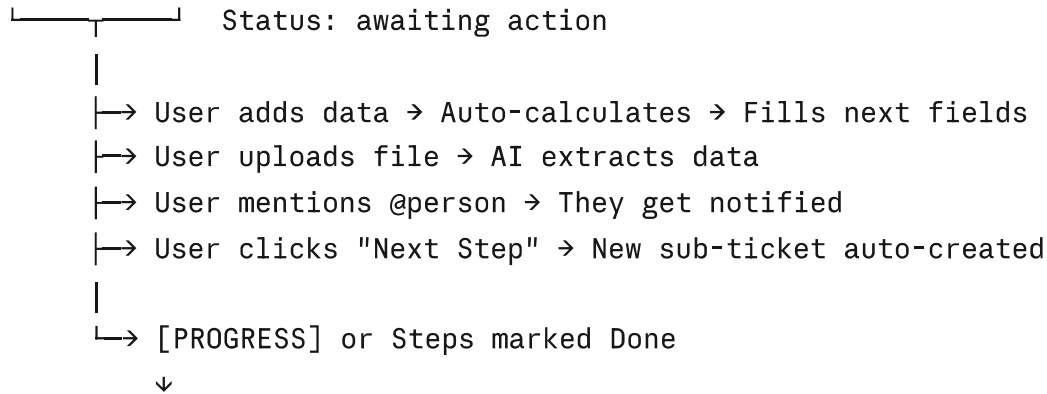 └────┬────┘  Status: awaiting action
     │
     ├─→ User adds data → Auto-calculates → Fills next fields
     ├─→ User uploads file → AI extracts data
     ├─→ User mentions @person → They get notified
     ├─→ User clicks "Next Step" → New sub-ticket auto-created
     │
     └─→ [PROGRESS] or Steps marked Done
         ↓